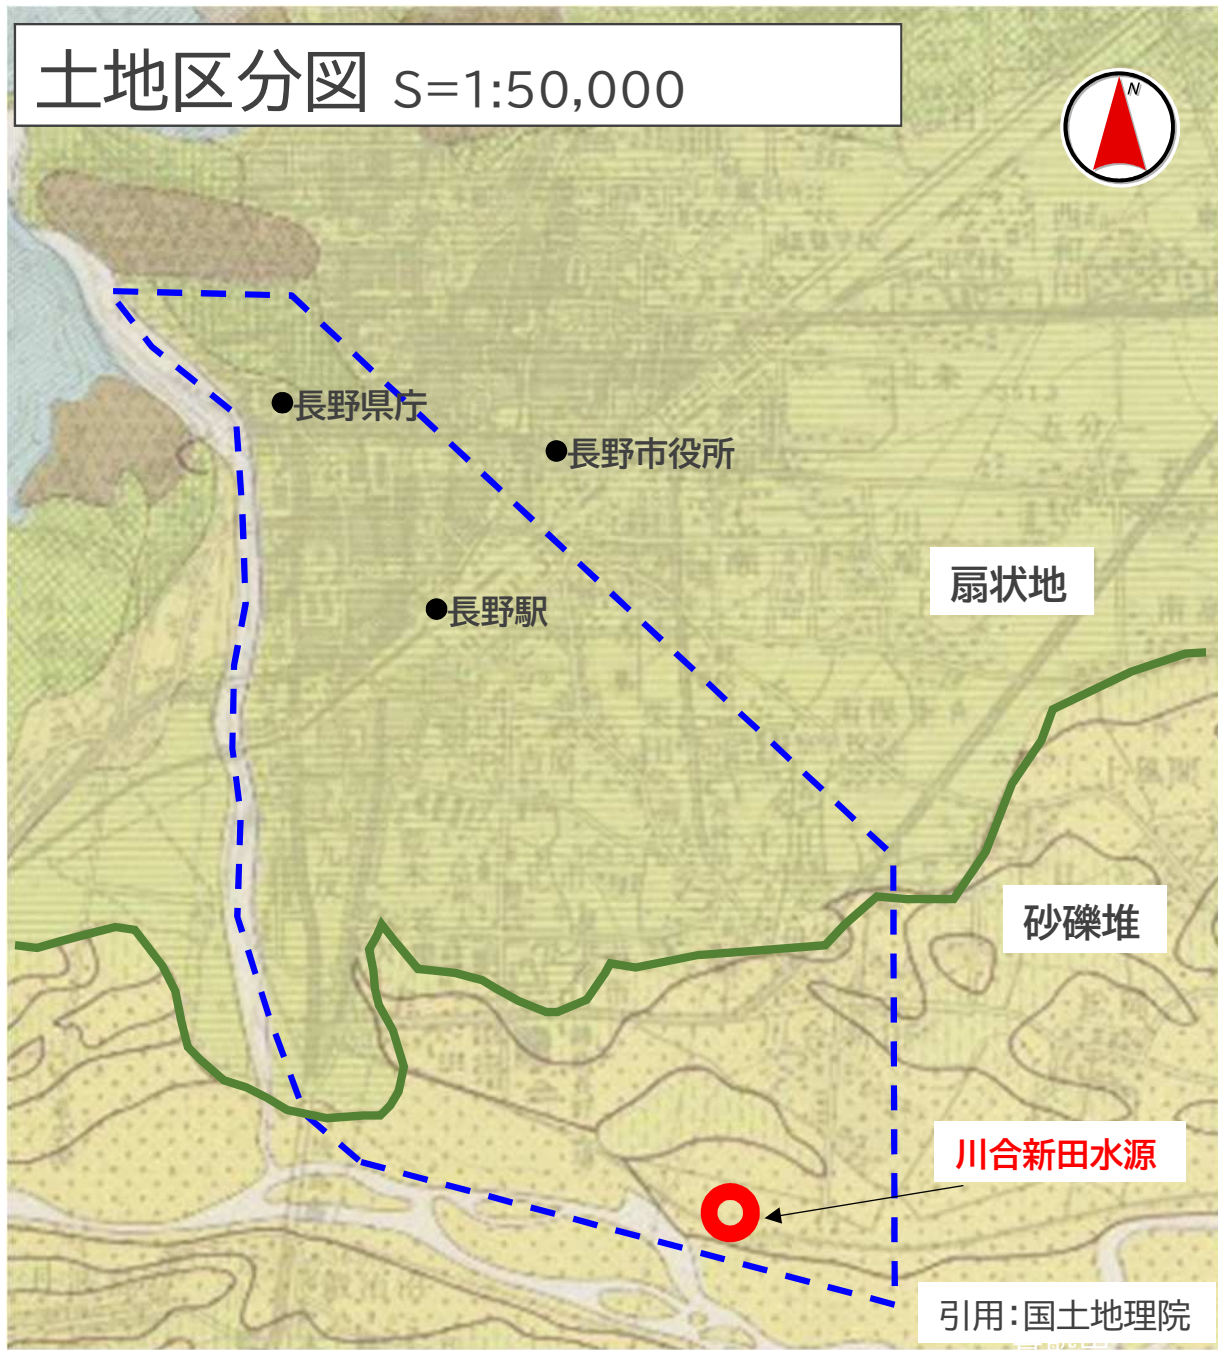 土地区分図 S=1:50,000
N
長野県庁
長野市役所
長野駅
扇状地
砂礫堆
川合新田水源
引用：国土地理院